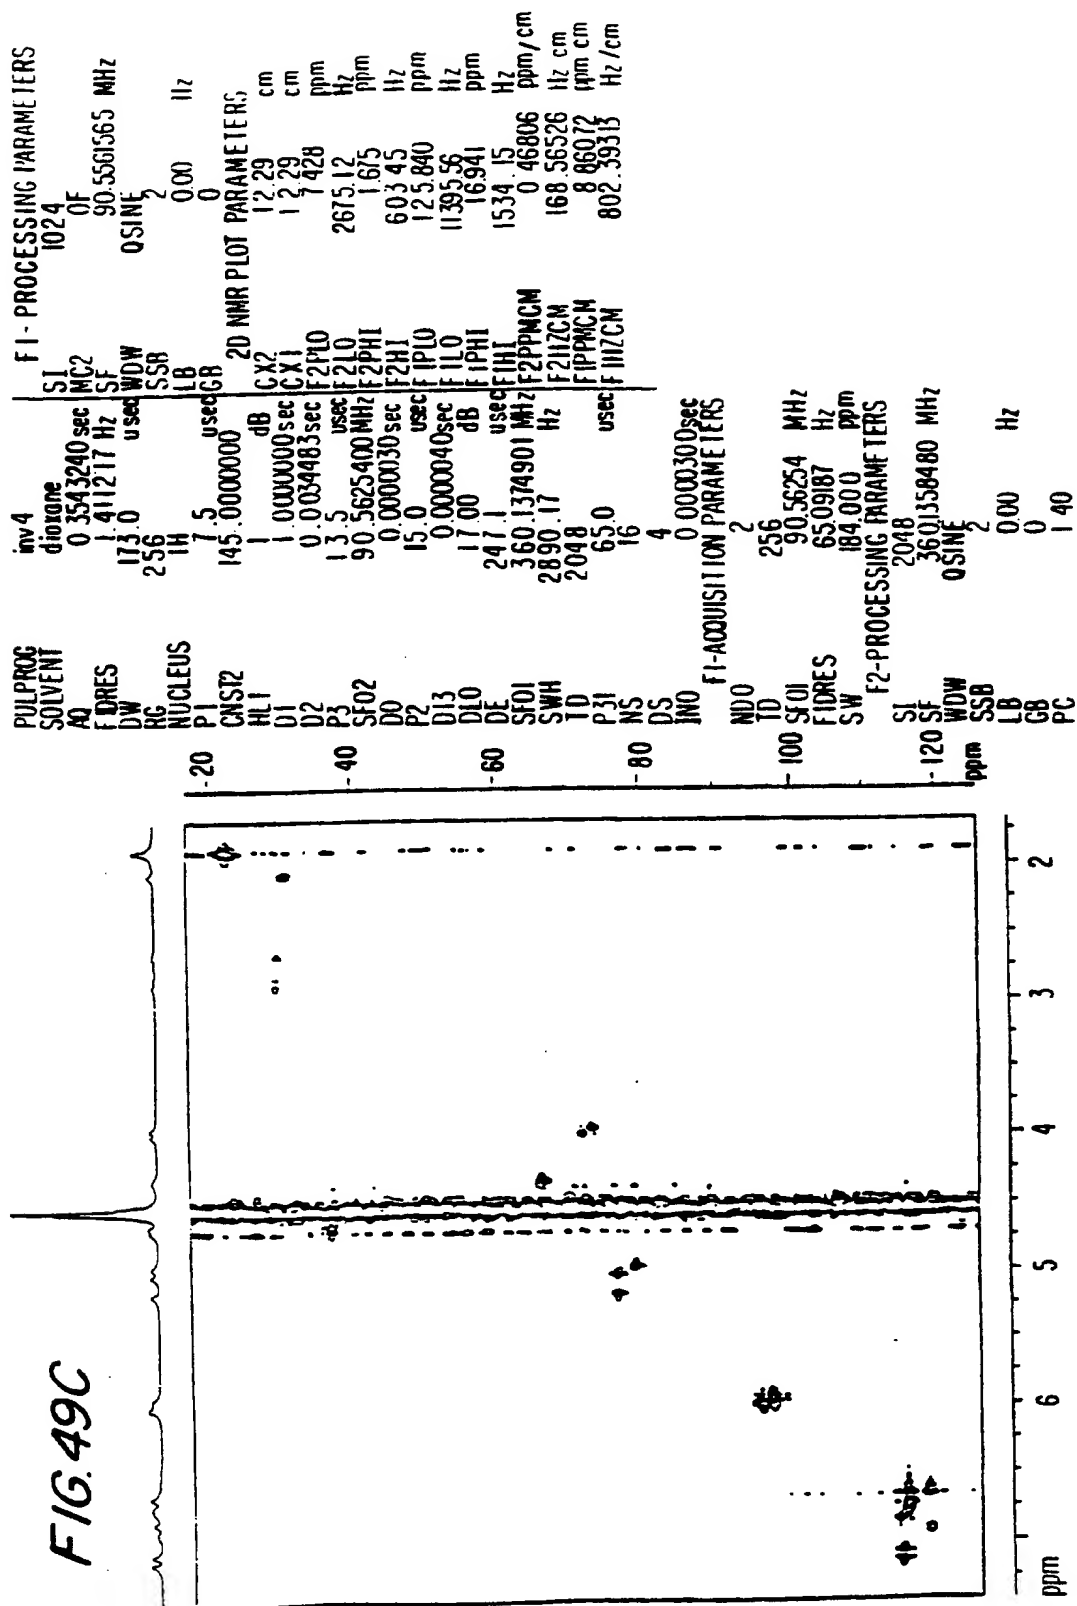 FIG. 49C
PULPROG inv4
SOLVENT dioxane
AQ 0.3543240 sec
FIDRES 1.411217 Hz
DW 173.0 usec
RG 256
NUCLEUS 1H
P1 7.5 usec
CNST2 145.0000000
HL1 1 dB
D1 1.0000000 sec
D2 0.0034483 sec
P3 13.5 usec
SFO2 90.5625400 MHz
D0 0.0000030 sec
P2 15.0 usec
D13 0.0000040 sec
DLO 17.00 dB
DE 247.1 usec
SFO1 360.1374901 MHz
SWH 2890.17 Hz
TD 2048
P31 65.0 usec
NS 16
DS 4
INO 0.0000300 sec
F1-ACQUISITION PARAMETERS
NDO 2
TD 256
SFO1 90.56254 MHz
FIDRES 65.09187 Hz
SW 184.000 ppm
F2-PROCESSING PARAMETERS
SI 2048
SF 360.1358480 MHz
WDW QSINE
SSB 2
LB 0.00 Hz
GB 0
PC 1.40
F1-PROCESSING PARAMETERS
SI 1024
MC2 QF
SF 90.5561565 MHz
WDW QSINE
SSB 2
LB 0.00 Hz
GB 0
2D NMR PLOT PARAMETERS
CX2 12.29 cm
CX1 12.29 cm
F2PLO 7.428 ppm
F2LO 2675.12 Hz
F2PHI 1.675 ppm
F2HI 603.45 Hz
F1PLO 125.840 ppm
F1LO 11395.56 Hz
F1PHI 16.941 ppm
F1HI 1534.15 Hz
F2PPMCM 0.46806 ppm/cm
F2HZCM 168.56526 Hz cm
F1PPMCM 8.86072 ppm cm
F1HZCM 802.39313 Hz/cm
20
40
60
80
100
120
ppm
ppm 6 5 4 3 2